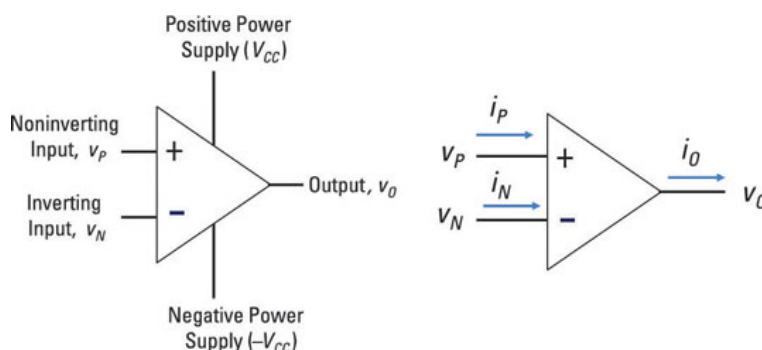 Positive Power
Supply (VCC)
Noninverting
Input, vP
+
Inverting
Input, vN
−
Output, vO
Negative Power
Supply (–VCC)
iP
vP
+
iN
vN
−
iO
vO